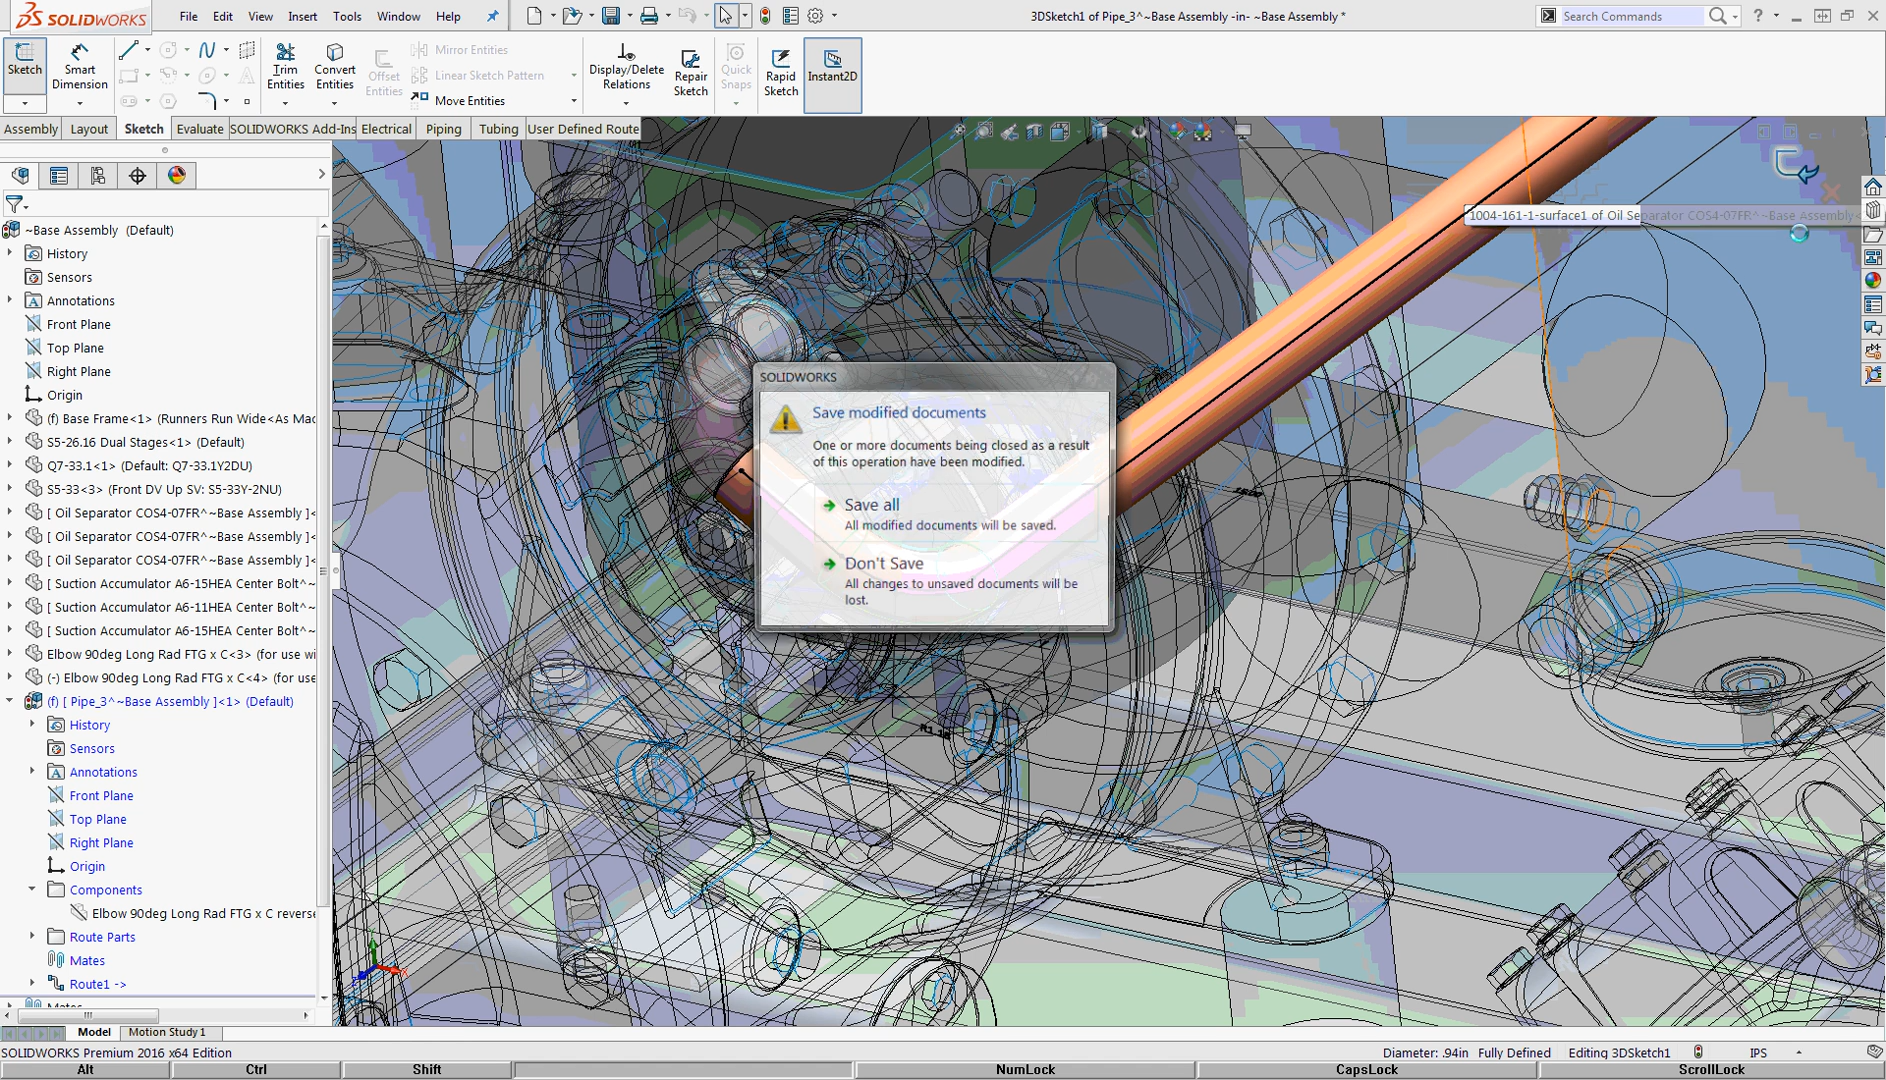 SOLIDWORKS
File Edit View Insert Tools Window Help
3DSketch1 of Pipe_3^~Base Assembly -in- ~Base Assembly *
Search Commands
?
Sketch
Smart Dimension
Trim Entities
Convert Entities
Offset Entities
Mirror Entities
Linear Sketch Pattern
Move Entities
Display/Delete Relations
Repair Sketch
Quick Snaps
Rapid Sketch
Instant2D
Assembly Layout Sketch Evaluate SOLIDWORKS Add-Ins Electrical Piping Tubing User Defined Route
~Base Assembly (Default)
History
Sensors
Annotations
Front Plane
Top Plane
Right Plane
Origin
(f) Base Frame<1> (Runners Run Wide<As Mac
S5-26.16 Dual Stages<1> (Default)
Q7-33.1<1> (Default: Q7-33.1Y2DU)
S5-33<3> (Front DV Up SV: S5-33Y-2NU)
[ Oil Separator COS4-07FR^~Base Assembly ]<
[ Oil Separator COS4-07FR^~Base Assembly ]<
[ Oil Separator COS4-07FR^~Base Assembly ]<
[ Suction Accumulator A6-15HEA Center Bolt^~
[ Suction Accumulator A6-11HEA Center Bolt^~
[ Suction Accumulator A6-15HEA Center Bolt^~
Elbow 90deg Long Rad FTG x C<3> (for use wi
(-) Elbow 90deg Long Rad FTG x C<4> (for use
(f) [ Pipe_3^~Base Assembly ]<1> (Default)
History
Sensors
Annotations
Front Plane
Top Plane
Right Plane
Origin
Components
Elbow 90deg Long Rad FTG x C reverse
Route Parts
Mates
Route1 ->
Mates
1004-161-1-surface1 of Oil Separator COS4-07FR^~Base Assembly<
SOLIDWORKS
Save modified documents
One or more documents being closed as a result
of this operation have been modified.
Save all
All modified documents will be saved.
Don't Save
All changes to unsaved documents will be
lost.
Model Motion Study 1
SOLIDWORKS Premium 2016 x64 Edition
Diameter: .94in Fully Defined Editing 3DSketch1 IPS
Alt Ctrl Shift NumLock CapsLock ScrollLock